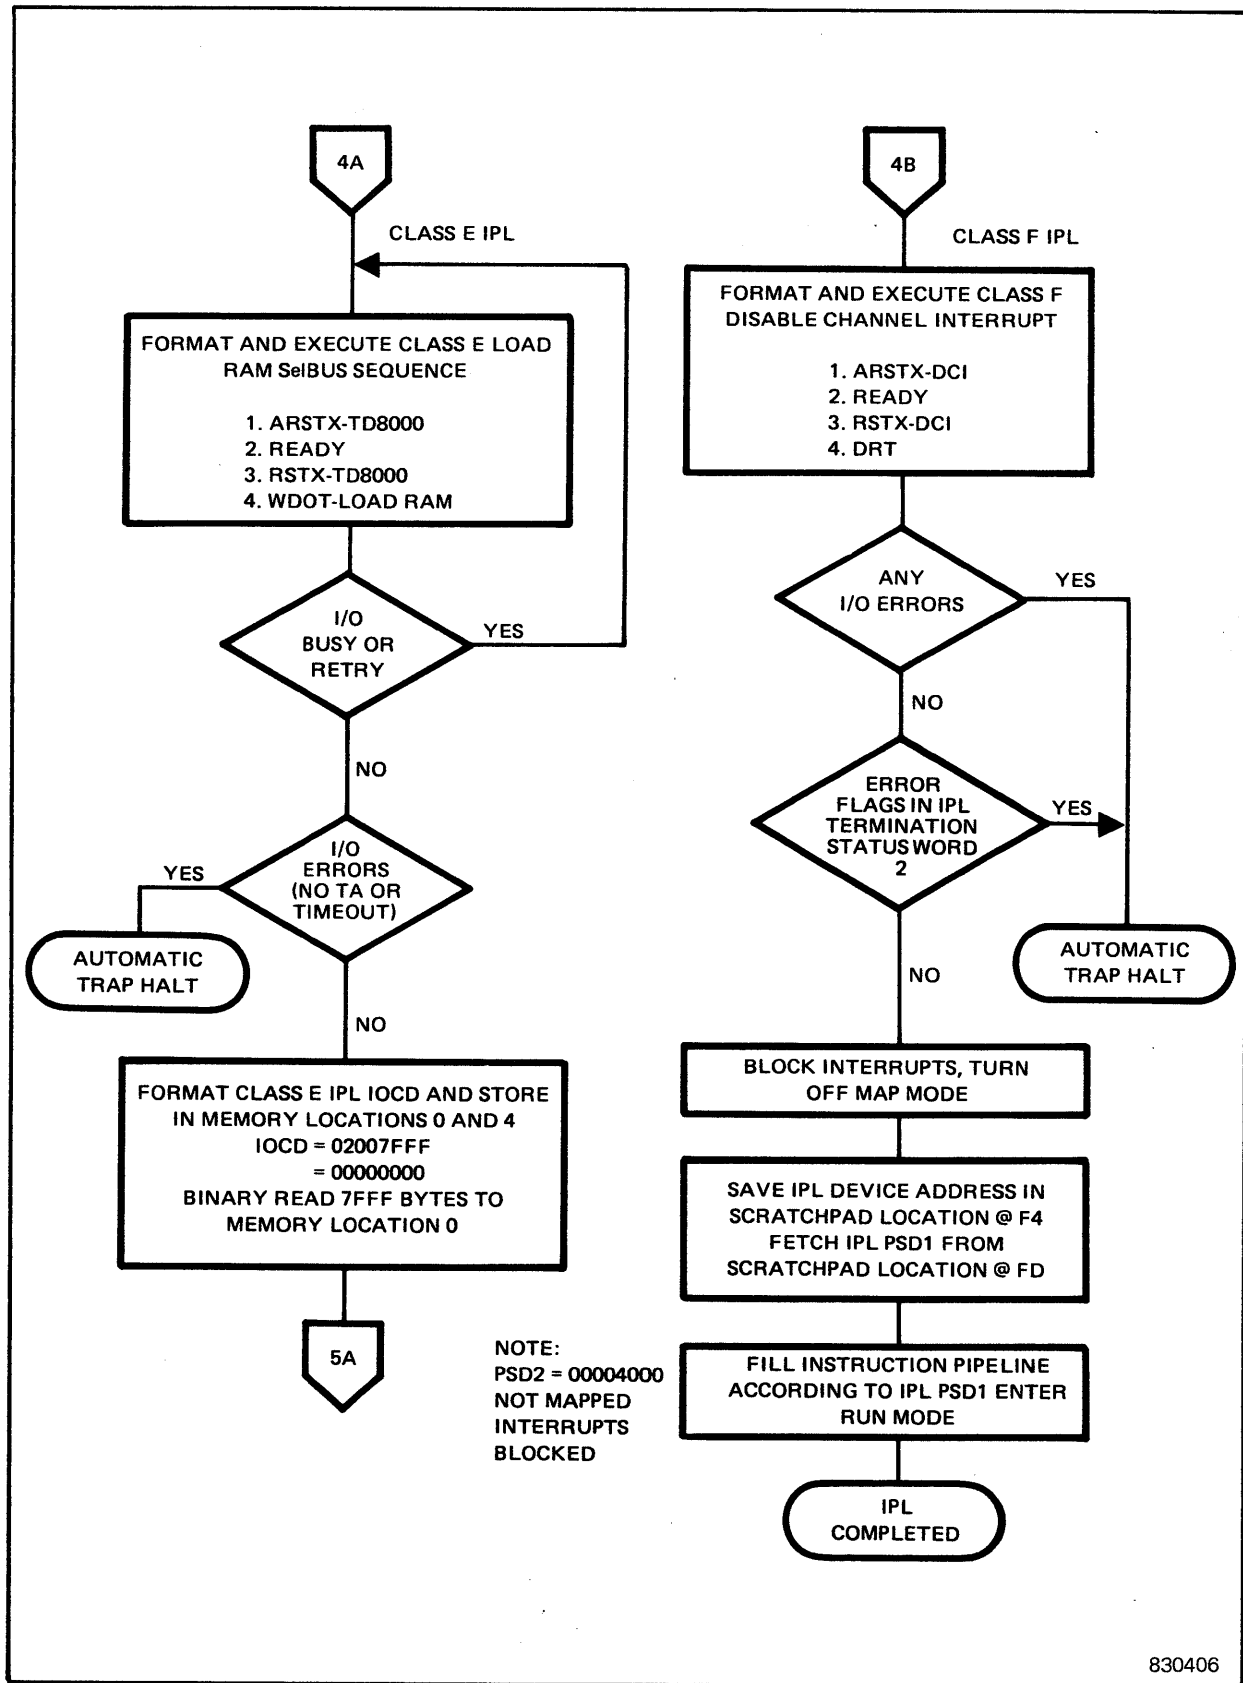 4A
CLASS E IPL
FORMAT AND EXECUTE CLASS E LOAD
RAM SelBUS SEQUENCE
1. ARSTX-TD8000
2. READY
3. RSTX-TD8000
4. WDOT-LOAD RAM
I/O
BUSY OR
RETRY
YES
NO
I/O
ERRORS
(NO TA OR
TIMEOUT)
YES
AUTOMATIC
TRAP HALT
NO
FORMAT CLASS E IPL IOCD AND STORE
IN MEMORY LOCATIONS 0 AND 4
IOCD = 02007FFF
= 00000000
BINARY READ 7FFF BYTES TO
MEMORY LOCATION 0
5A
NOTE:
PSD2 = 00004000
NOT MAPPED
INTERRUPTS
BLOCKED
4B
CLASS F IPL
FORMAT AND EXECUTE CLASS F
DISABLE CHANNEL INTERRUPT
1. ARSTX-DCI
2. READY
3. RSTX-DCI
4. DRT
ANY
I/O ERRORS
YES
NO
ERROR
FLAGS IN IPL
TERMINATION
STATUS WORD
2
YES
AUTOMATIC
TRAP HALT
NO
BLOCK INTERRUPTS, TURN
OFF MAP MODE
SAVE IPL DEVICE ADDRESS IN
SCRATCHPAD LOCATION @ F4
FETCH IPL PSD1 FROM
SCRATCHPAD LOCATION @ FD
FILL INSTRUCTION PIPELINE
ACCORDING TO IPL PSD1 ENTER
RUN MODE
IPL
COMPLETED
830406